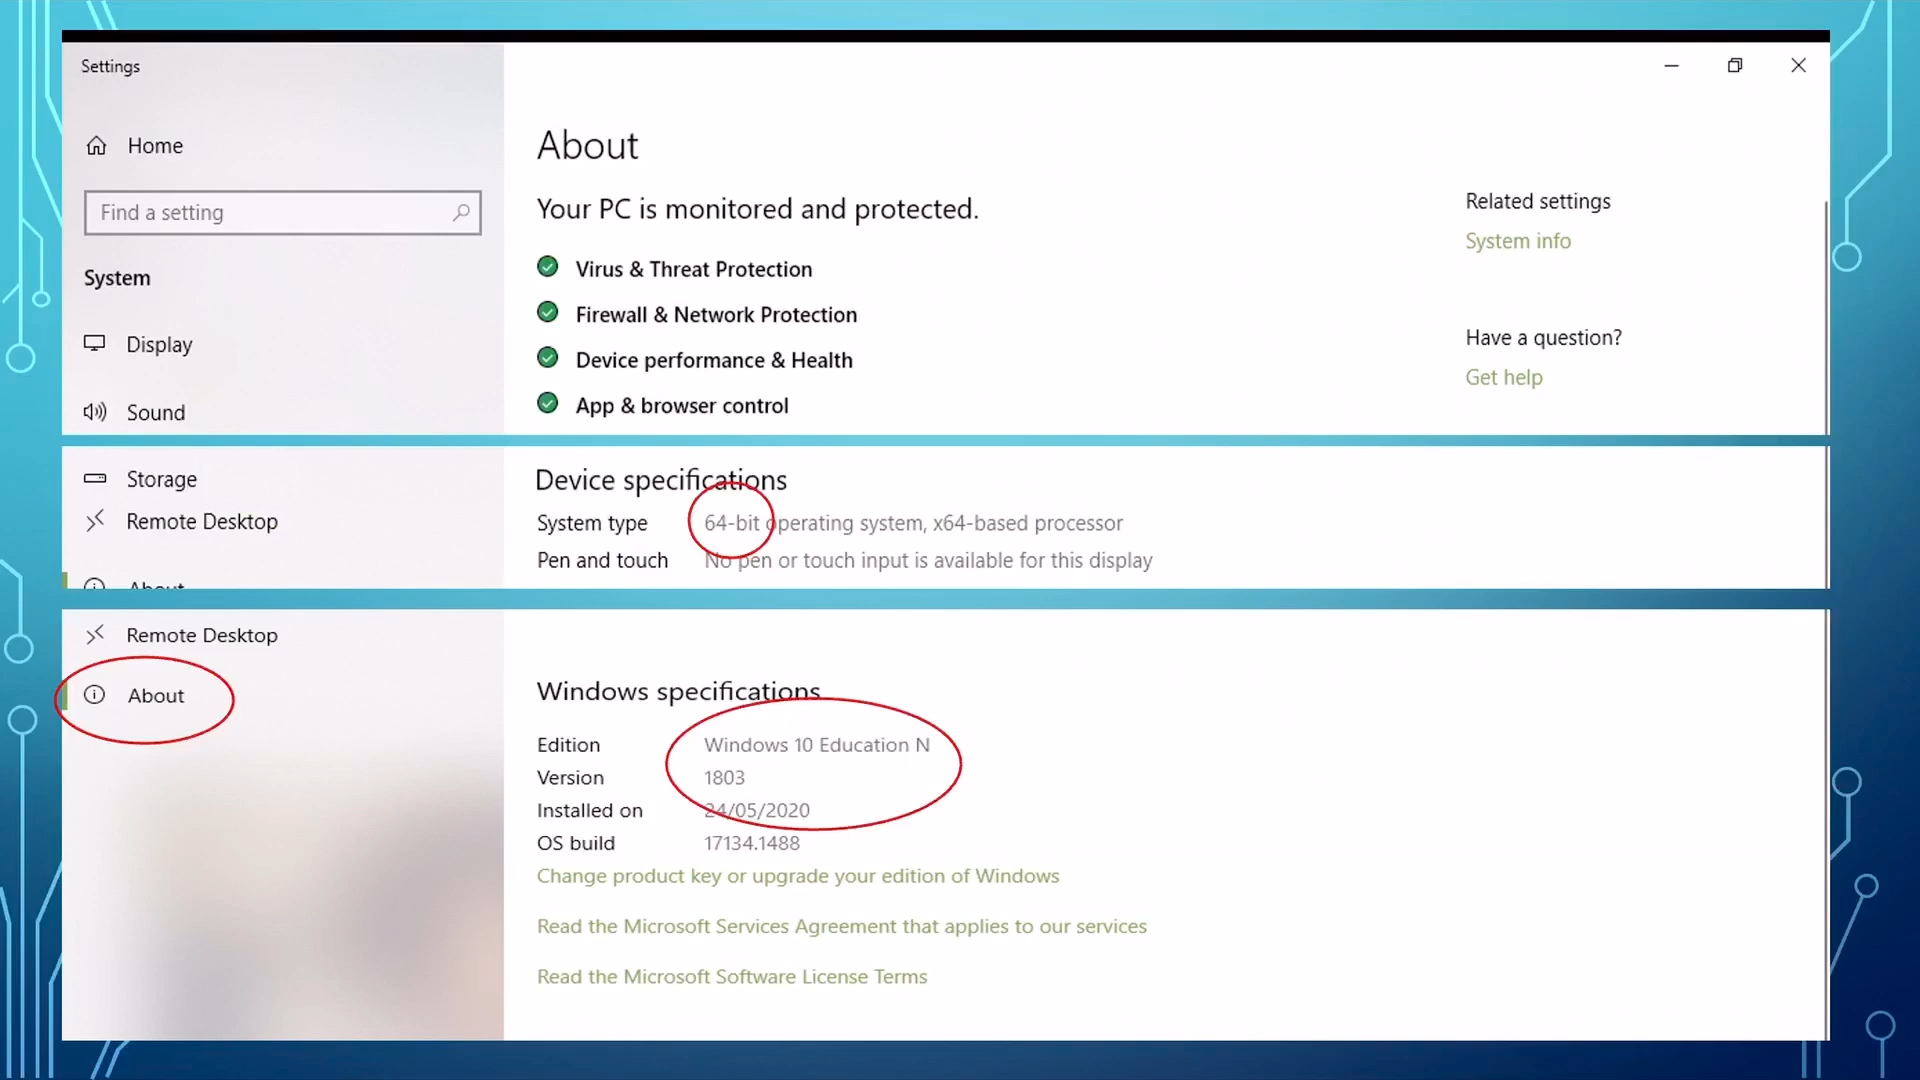 Settings
Home
Find a setting
System
Display
Sound
About
Your PC is monitored and protected.
Virus & Threat Protection
Firewall & Network Protection
Device performance & Health
App & browser control
Related settings
System info
Have a question?
Get help
Storage
Remote Desktop
About
Device specifications
System type 64-bit operating system, x64-based processor
Pen and touch No pen or touch input is available for this display
Remote Desktop
About
Windows specifications
Edition Windows 10 Education N
Version 1803
Installed on 24/05/2020
OS build 17134.1488
Change product key or upgrade your edition of Windows
Read the Microsoft Services Agreement that applies to our services
Read the Microsoft Software License Terms